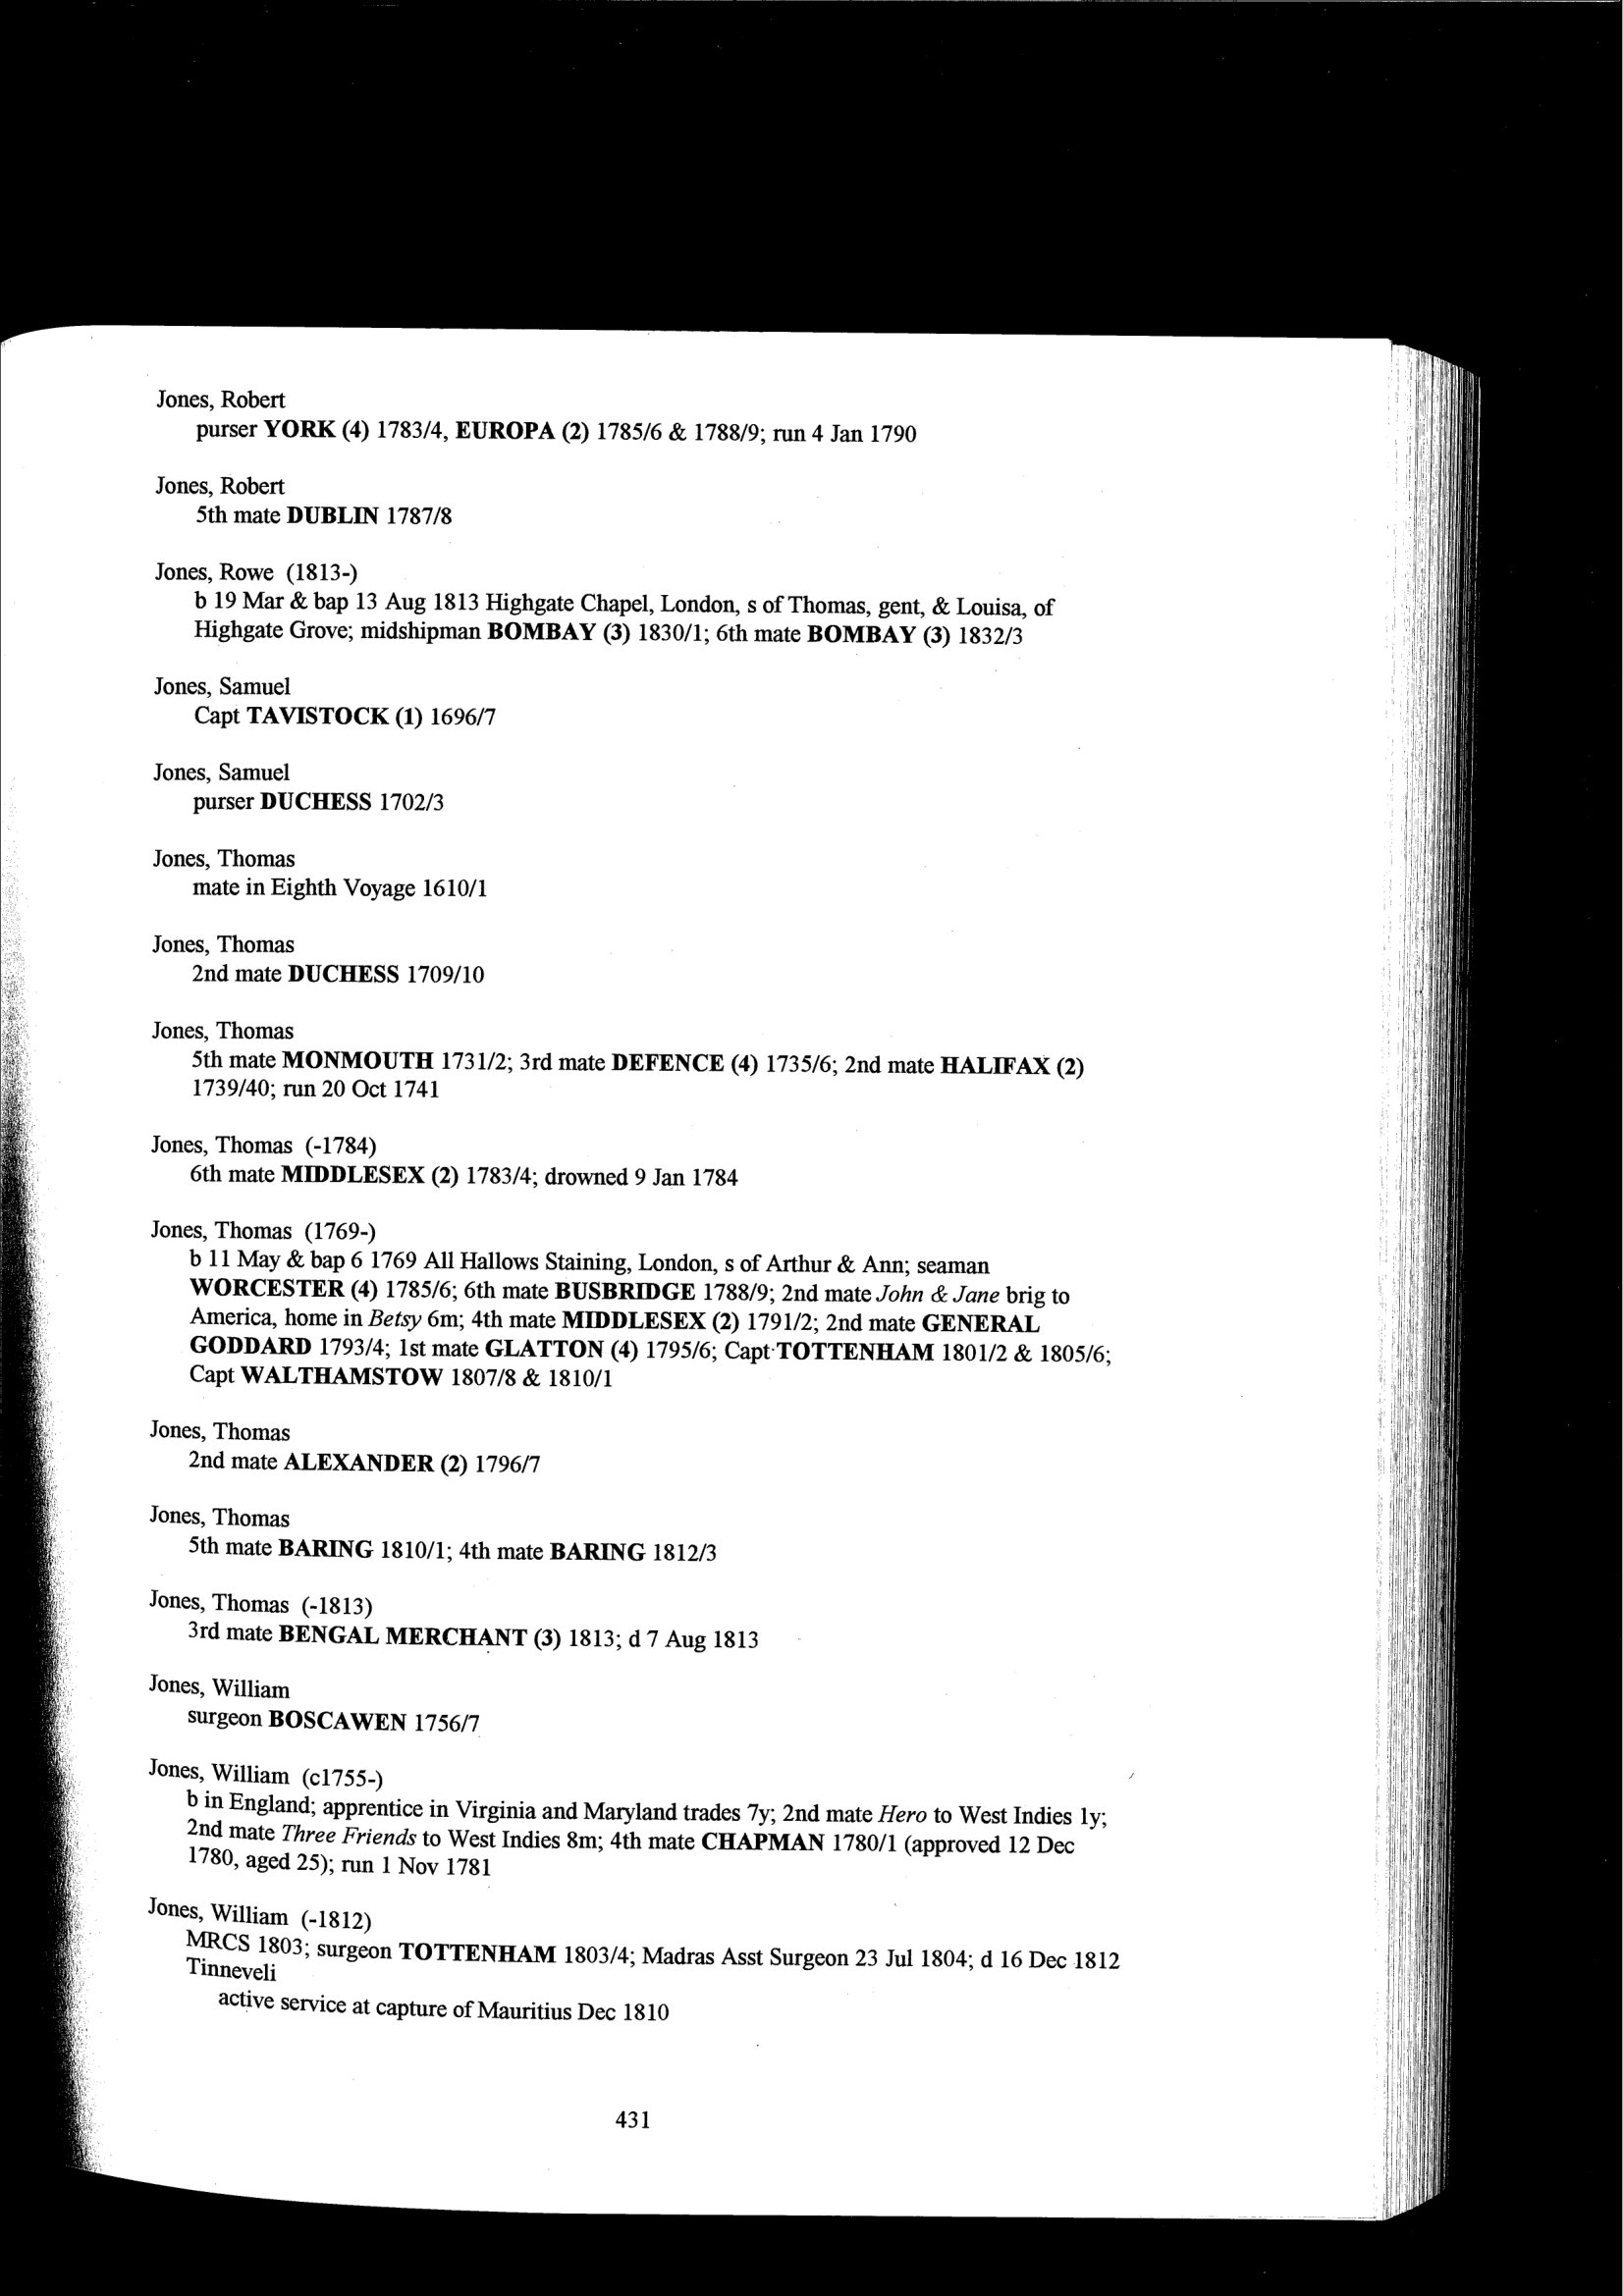 Jones, Robert
purser YORK (4) 1783/4, EUROPA (2) 1785/6 & 1788/9; run 4 Jan 1790
Jones, Robert
5th mate DUBLIN 1787/8
Jones, Rowe (1813-)
b 19 Mar & bap 13 Aug 1813 Highgate Chapel, London, s of Thomas, gent, & Louisa, of
Highgate Grove; midshipman BOMBAY (3) 1830/1; 6th mate BOMBAY (3) 1832/3
Jones, Samuel
Capt TAVISTOCK (1) 1696/7
Jones, Samuel
purser DUCHESS 1702/3
Jones, Thomas
mate in Eighth Voyage 1610/1
Jones, Thomas
2nd mate DUCHESS 1709/10
Jones, Thomas
5th mate MONMOUTH 1731/2; 3rd mate DEFENCE (4) 1735/6; 2nd mate HALIFAX (2)
1739/40; run 20 Oct 1741
Jones, Thomas (-1784)
6th mate MIDDLESEX (2) 1783/4; drowned 9 Jan 1784
Jones, Thomas (1769-)
b 11 May & bap 6 1769 All Hallows Staining, London, s of Arthur & Ann; seaman
WORCESTER (4) 1785/6; 6th mate BUSBRIDGE 1788/9; 2nd mate John & Jane brig to
America, home in Betsy 6m; 4th mate MIDDLESEX (2) 1791/2; 2nd mate GENERAL
GODDARD 1793/4; 1st mate GLATTON (4) 1795/6; Capt TOTTENHAM 1801/2 & 1805/6;
Capt WALTHAMSTOW 1807/8 & 1810/1
Jones, Thomas
2nd mate ALEXANDER (2) 1796/7
Jones, Thomas
5th mate BARING 1810/1; 4th mate BARING 1812/3
Jones, Thomas (-1813)
3rd mate BENGAL MERCHANT (3) 1813; d 7 Aug 1813
Jones, William
surgeon BOSCAWEN 1756/7
Jones, William (c1755-)
b in England; apprentice in Virginia and Maryland trades 7y; 2nd mate Hero to West Indies 1y;
2nd mate Three Friends to West Indies 8m; 4th mate CHAPMAN 1780/1 (approved 12 Dec
1780, aged 25); run 1 Nov 1781
Jones, William (-1812)
MRCS 1803; surgeon TOTTENHAM 1803/4; Madras Asst Surgeon 23 Jul 1804; d 16 Dec 1812
Tinneveli
active service at capture of Mauritius Dec 1810
431